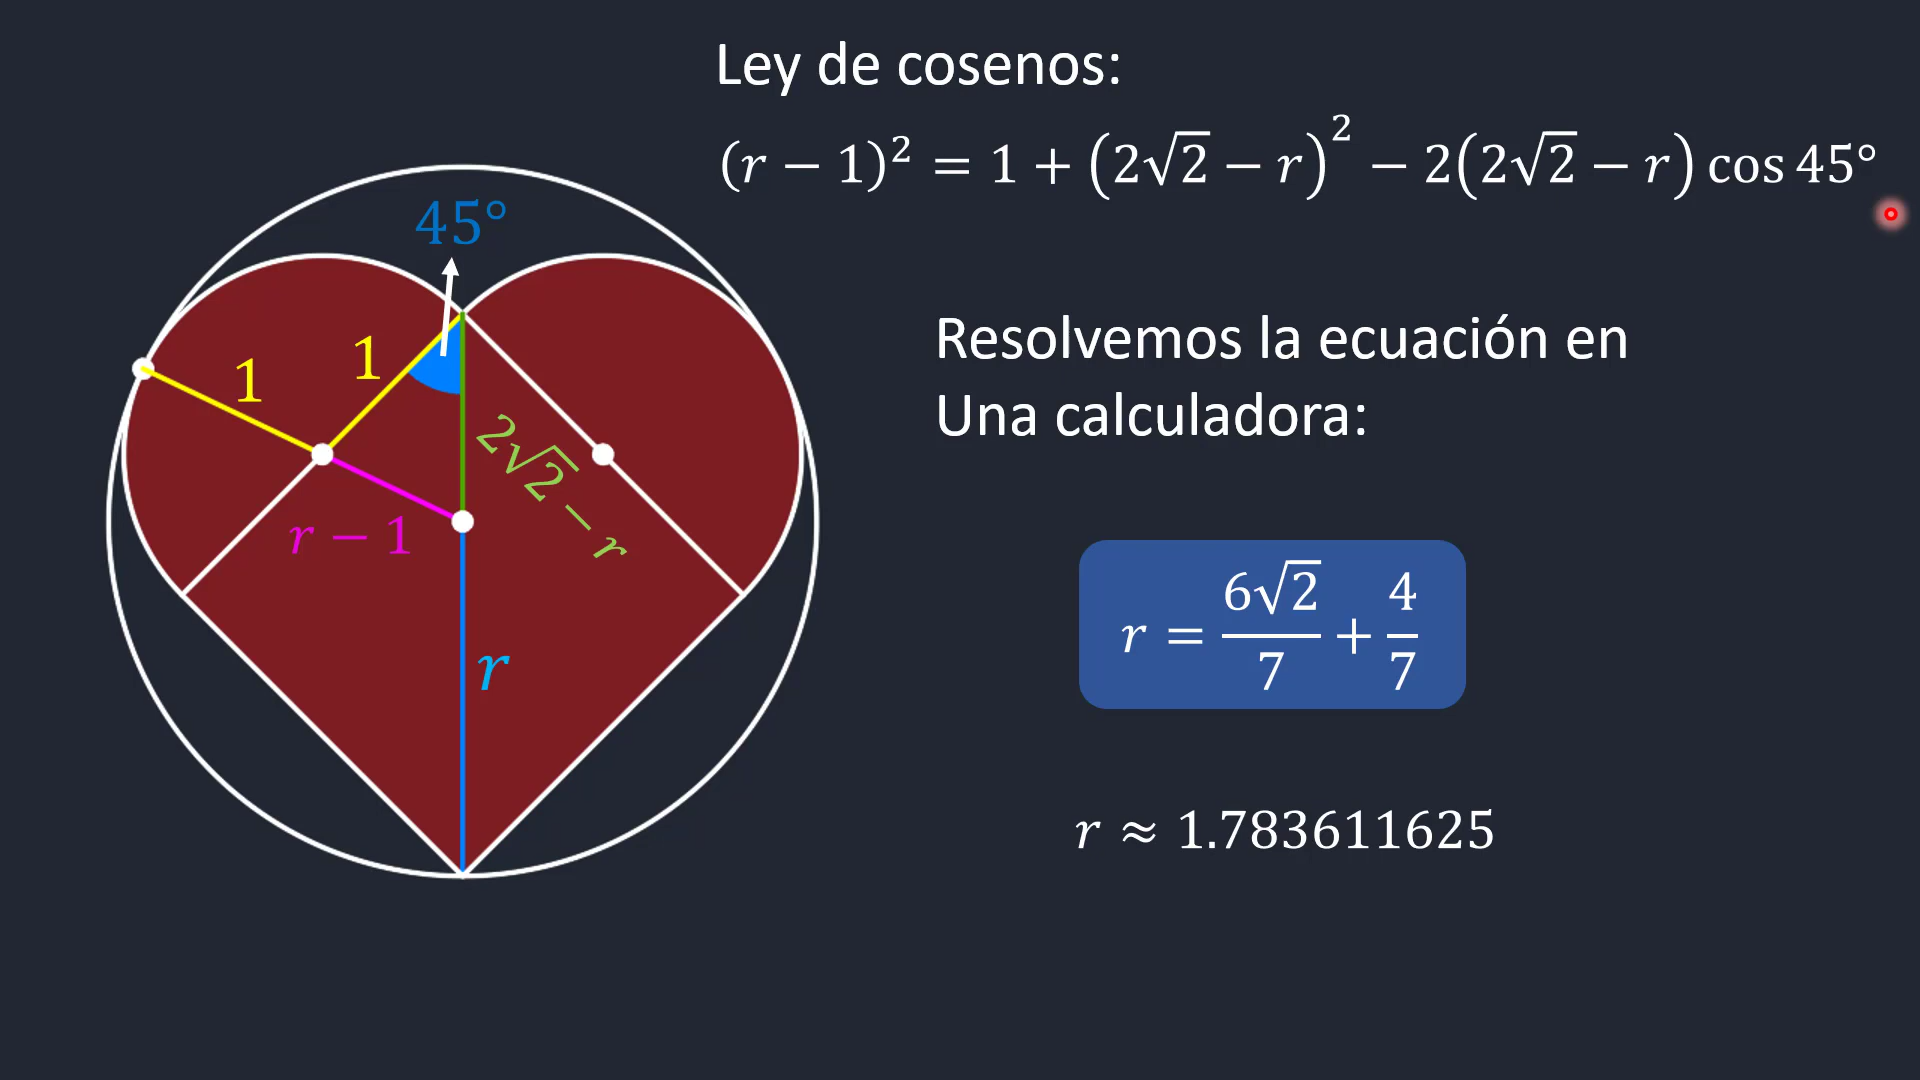 Ley de cosenos:
(r − 1)² = 1 + (2√2 − r)² − 2(2√2 − r) cos 45°
45°
1
1
2√2 − r
r − 1
r
Resolvemos la ecuación en
Una calculadora:
r = 6√2/7 + 4/7
r ≈ 1.783611625